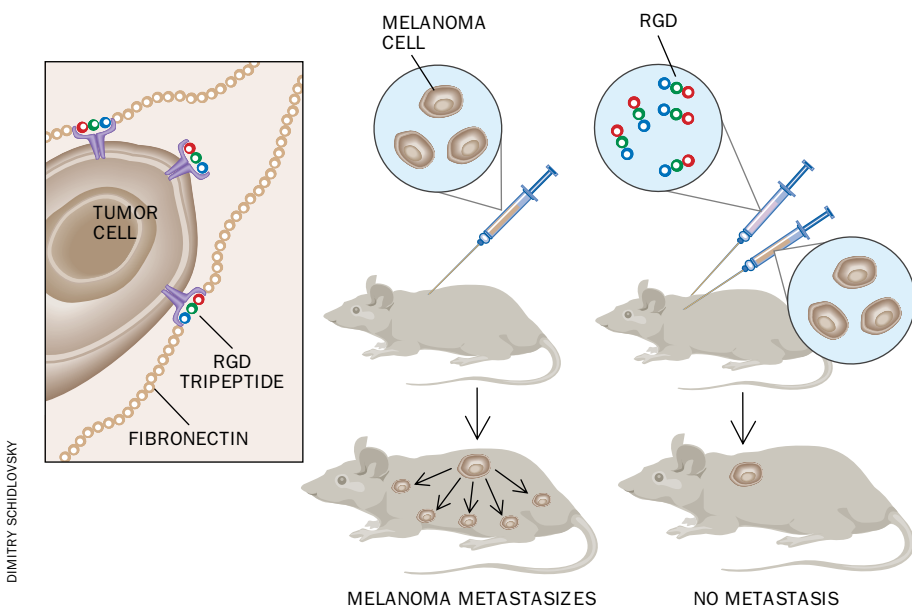 MELANOMA
CELL
RGD
TUMOR
CELL
RGD
TRIPEPTIDE
FIBRONECTIN
DIMITRY SCHIDLOVSKY
MELANOMA METASTASIZES
NO METASTASIS